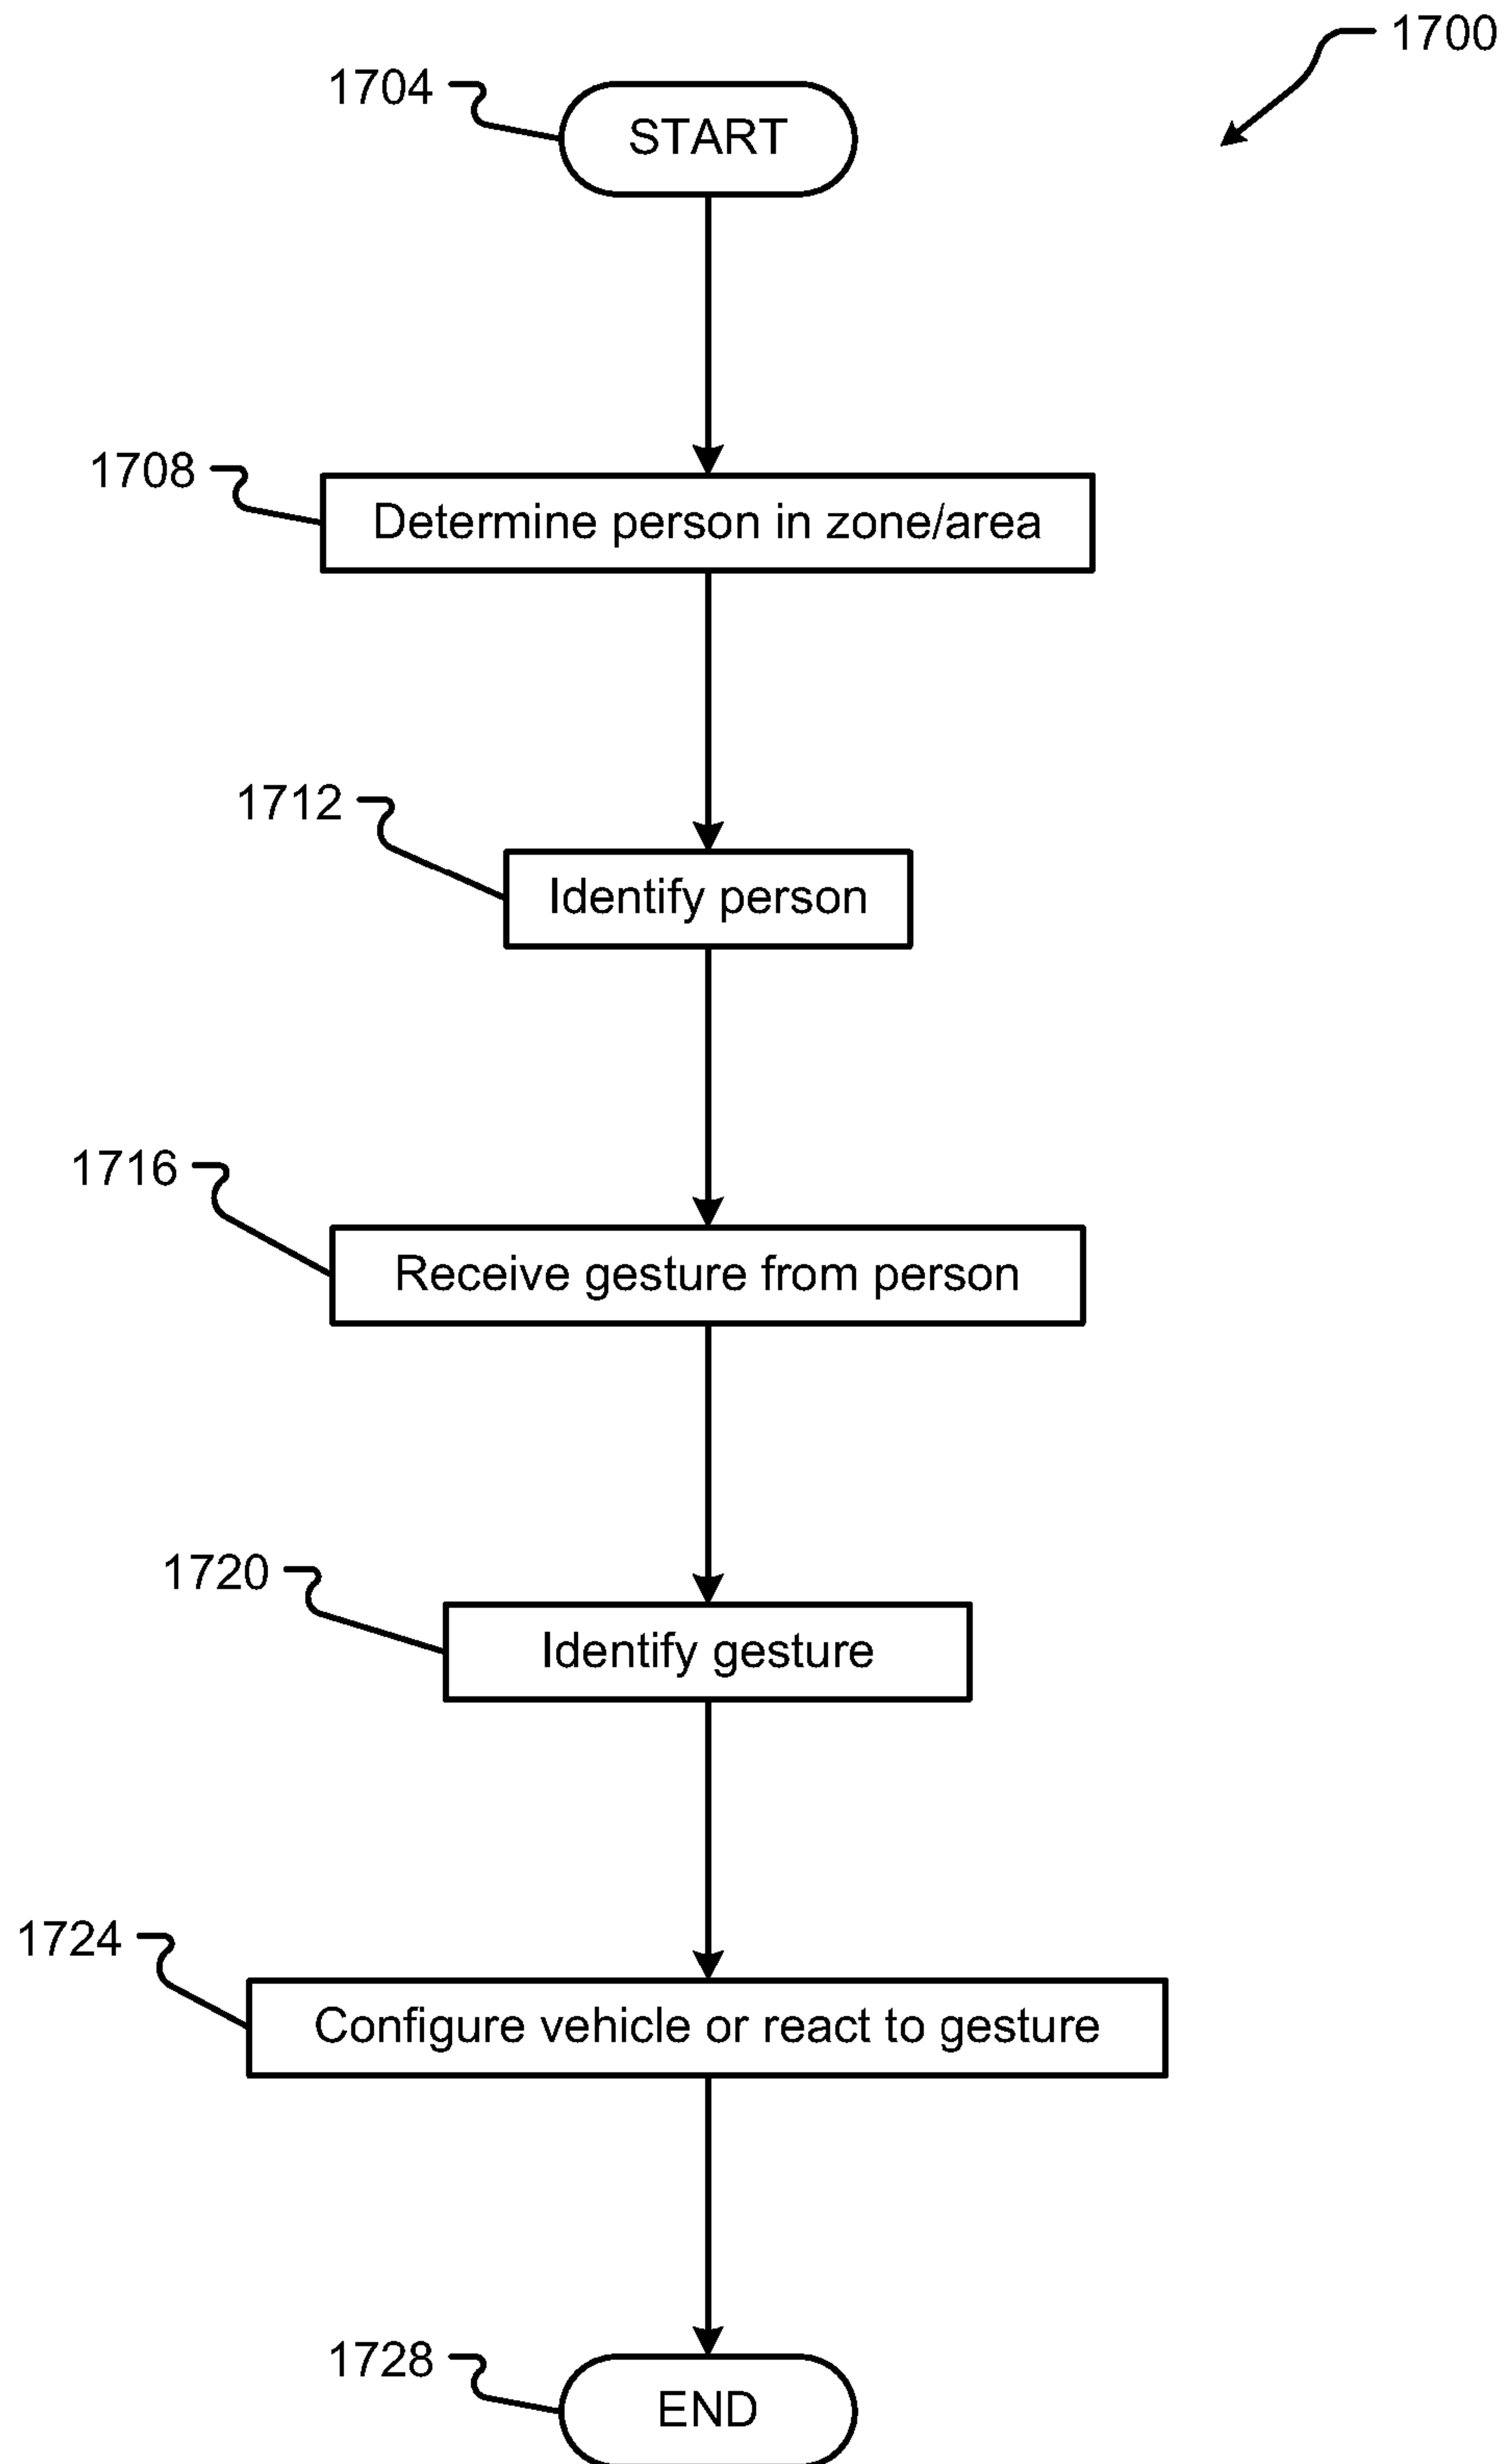 1700
1704
START
1708
Determine person in zone/area
1712
Identify person
1716
Receive gesture from person
1720
Identify gesture
1724
Configure vehicle or react to gesture
1728
END